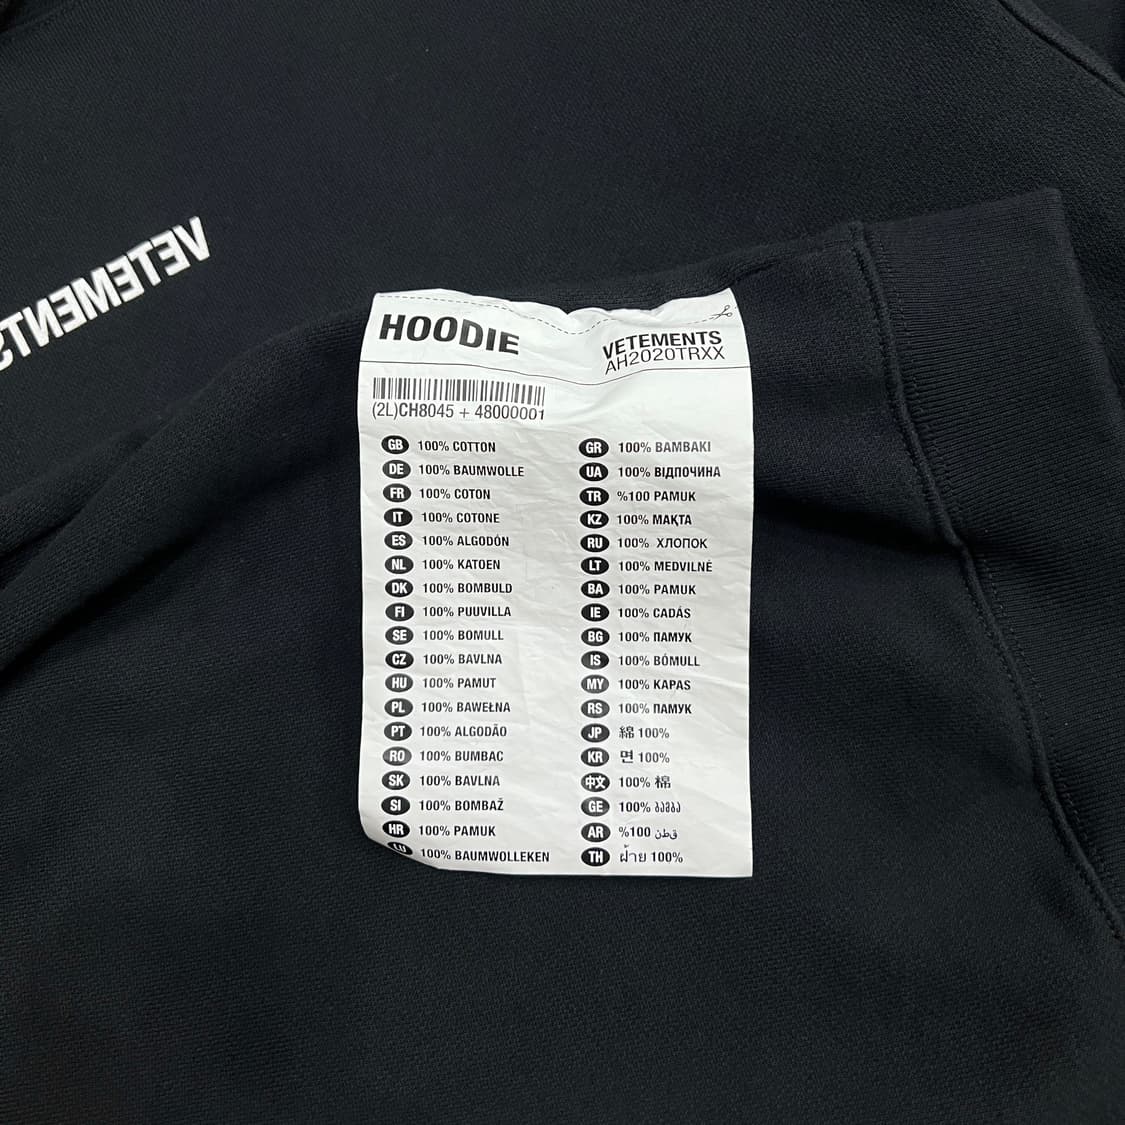 VETEMENTS
HOODIE
VETEMENTS
AH2020TRXX
(2L)CH8045 + 48000001
GB 100% COTTON
DE 100% BAUMWOLLE
FR 100% COTON
IT 100% COTONE
ES 100% ALGODÓN
NL 100% KATOEN
DK 100% BOMBULD
FI 100% PUUVILLA
SE 100% BOMULL
CZ 100% BAVLNA
HU 100% PAMUT
PL 100% BAWEŁNA
PT 100% ALGODÃO
RO 100% BUMBAC
SK 100% BAVLNA
SI 100% BOMBAŽ
HR 100% PAMUK
LU 100% BAUMWOLLEKEN
GR 100% BAMBAKI
UA 100% ВІДПОЧИНА
TR %100 PAMUK
KZ 100% МАҚТА
RU 100% ХЛОПОК
LT 100% MEDVILNĖ
BA 100% PAMUK
IE 100% CADÁS
BG 100% ПАМУК
IS 100% BÓMULL
MY 100% KAPAS
RS 100% ПАМУК
JP 綿 100%
KR 면 100%
中文 100% 棉
GE 100% ბამბა
AR %100 قطن
TH ฝ้าย 100%